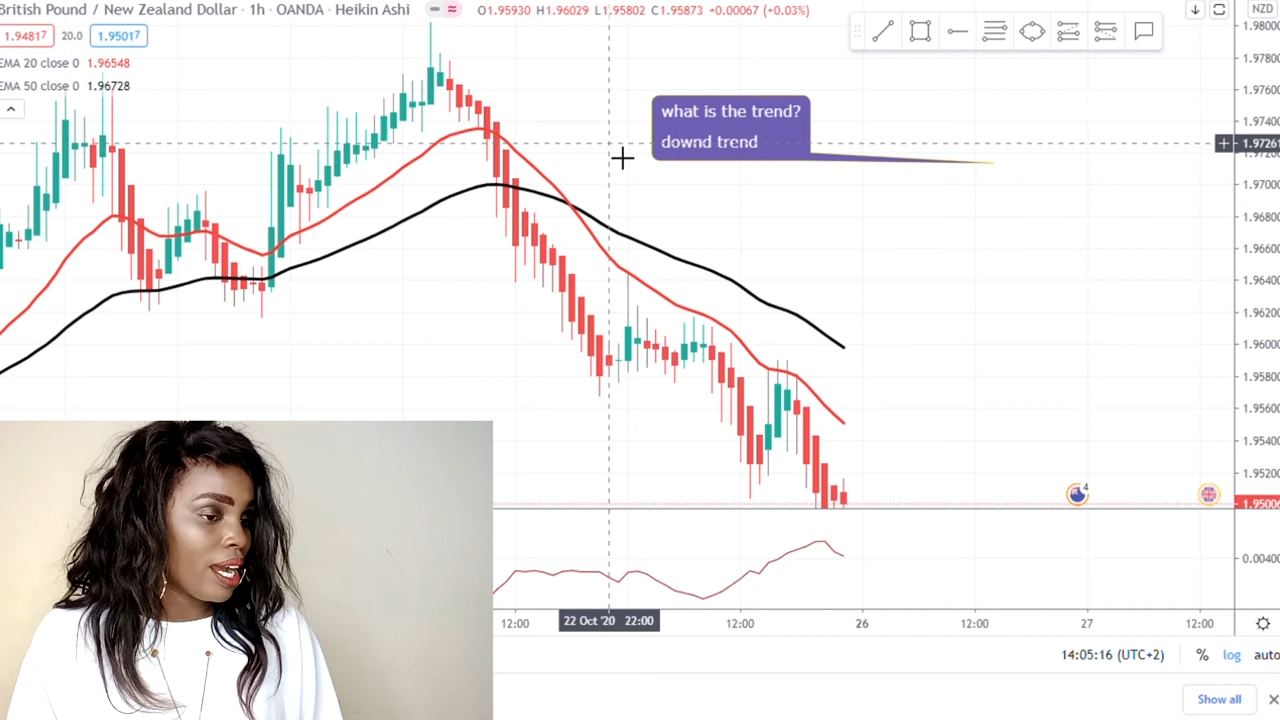 British Pound / New Zealand Dollar · 1h · OANDA · Heikin Ashi
O1.95930 H1.96029 L1.95802 C1.95873 +0.00067 (+0.03%)
NZD
1.94817 20.0 1.95017
EMA 20 close 0 1.96548
EMA 50 close 0 1.96728
what is the trend?
downd trend
1.98000
1.97800
1.97600
1.97400
1.97261
1.97200
1.97000
1.96800
1.96600
1.96400
1.96200
1.96000
1.95800
1.95600
1.95400
1.95200
1.95006
4
0.00400
12:00 22 Oct '20 22:00 12:00 26 12:00 27 12:00
14:05:16 (UTC+2) % log auto
Show all